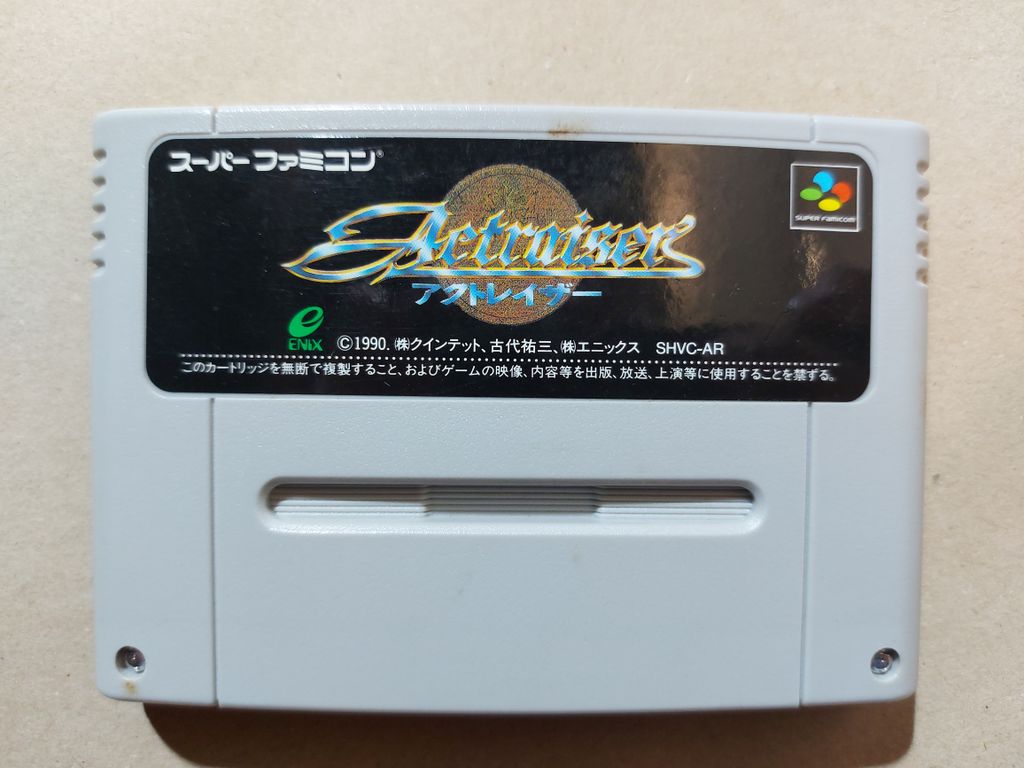 スーパーファミコン®
SUPER FAMICOM
Actraiser
アクトレイザー
ENIX
©1990. ㈱クインテット、古代祐三、㈱エニックス SHVC-AR
このカートリッジを無断で複製すること、およびゲームの映像、内容等を出版、放送、上演等に使用することを禁ずる。